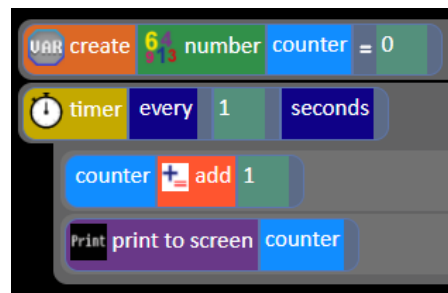 VAR create 64 913 number counter = 0
timer every 1 seconds
counter += add 1
Print print to screen counter